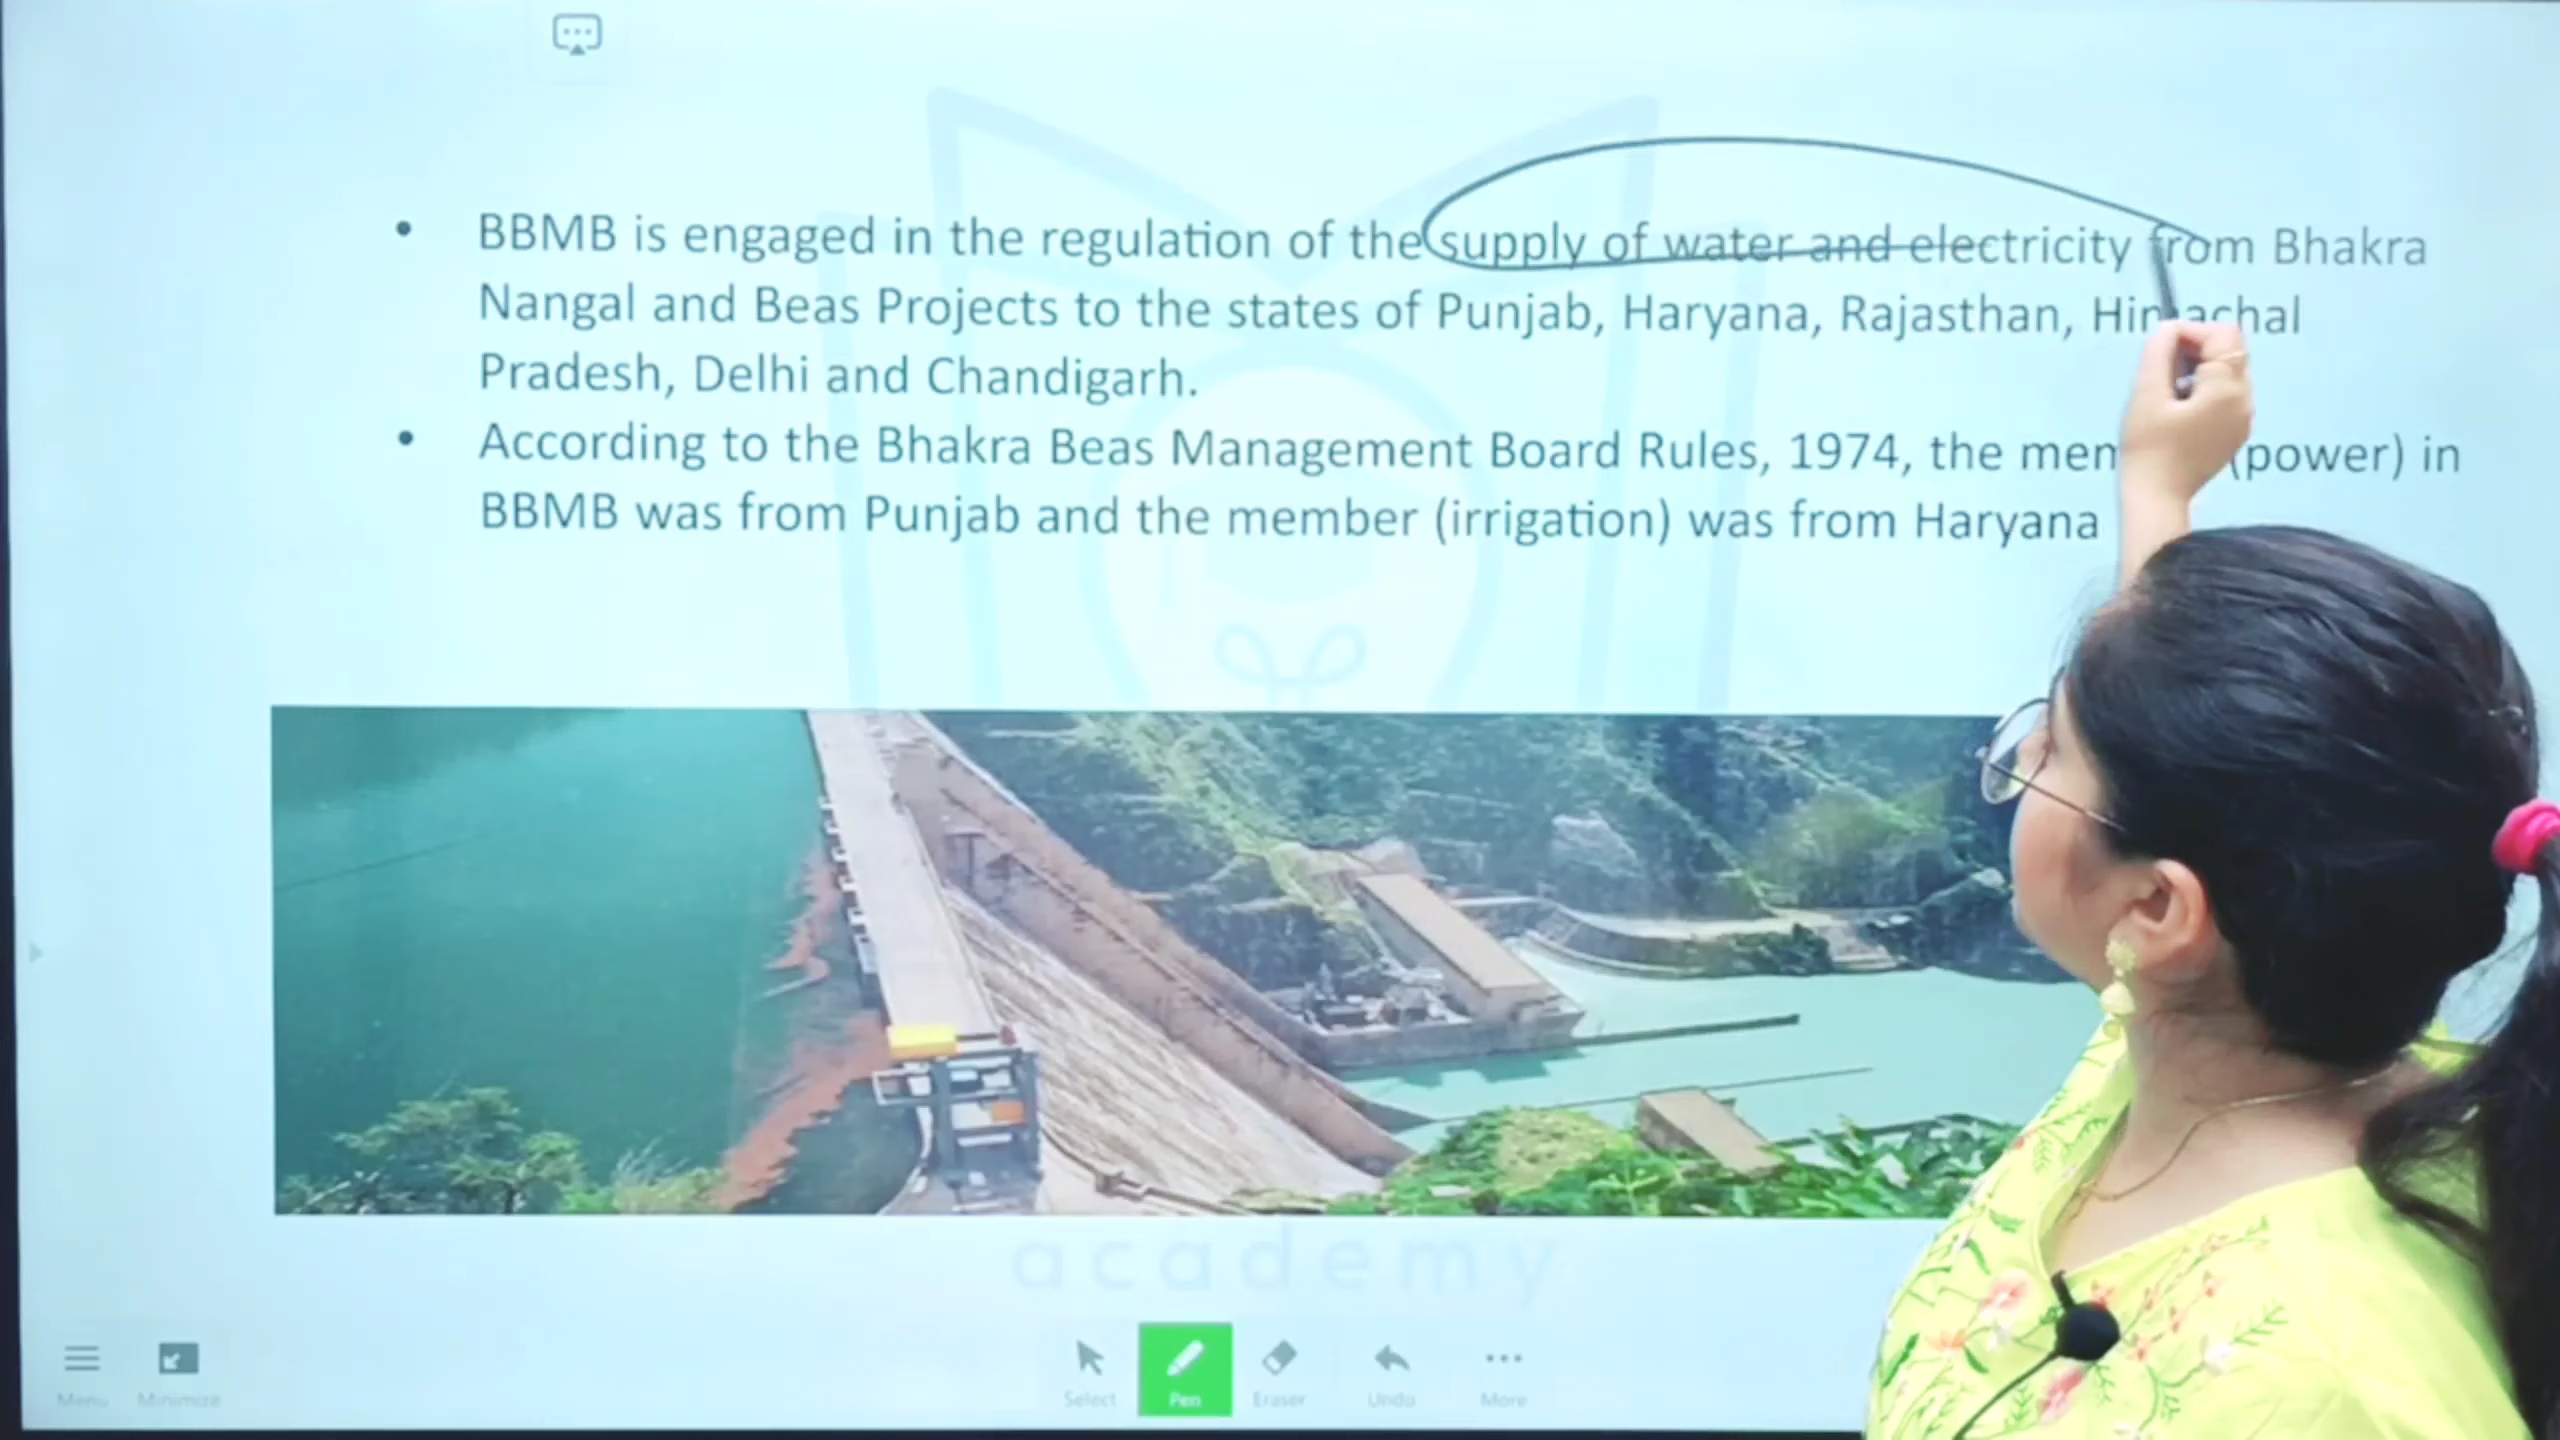 BBMB is engaged in the regulation of the supply of water and electricity from Bhakra
Nangal and Beas Projects to the states of Punjab, Haryana, Rajasthan, Himachal
Pradesh, Delhi and Chandigarh.
According to the Bhakra Beas Management Board Rules, 1974, the (power) in
BBMB was from Punjab and the member (irrigation) was from Haryana
academy
Menu Minimize Select Pen Eraser Undo More